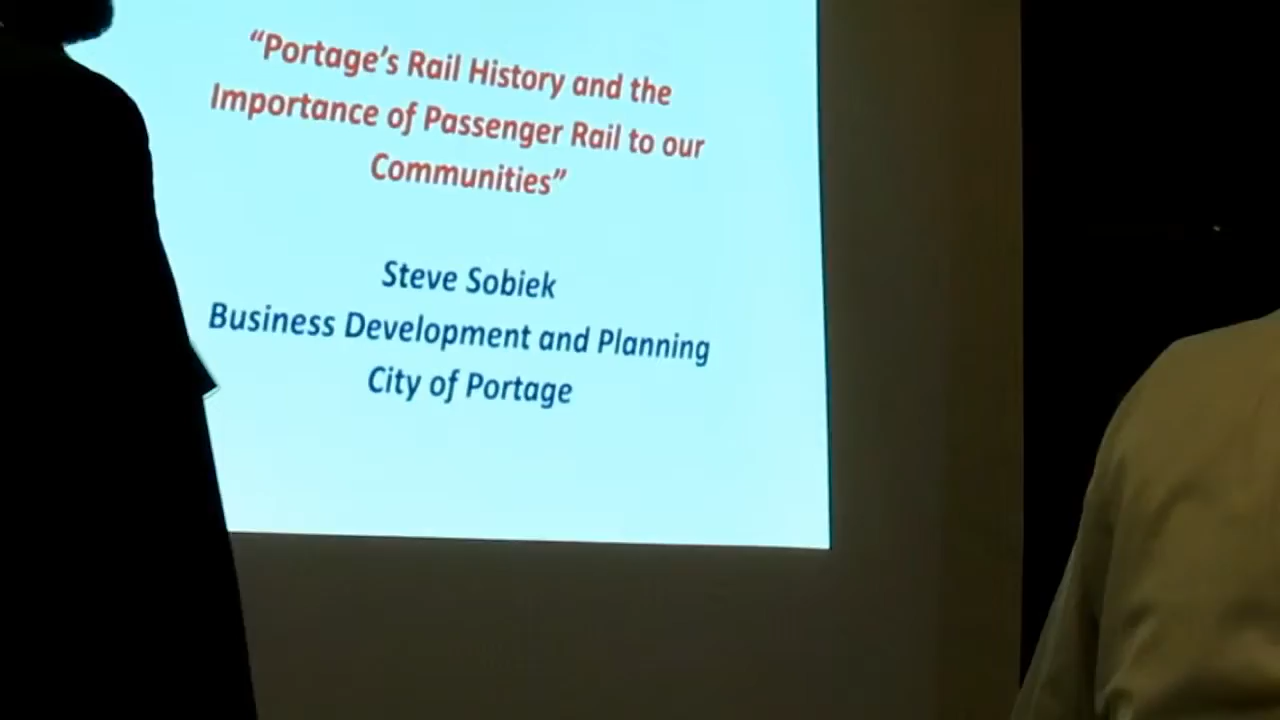 “Portage’s Rail History and the
Importance of Passenger Rail to our
Communities”
Steve Sobiek
Business Development and Planning
City of Portage